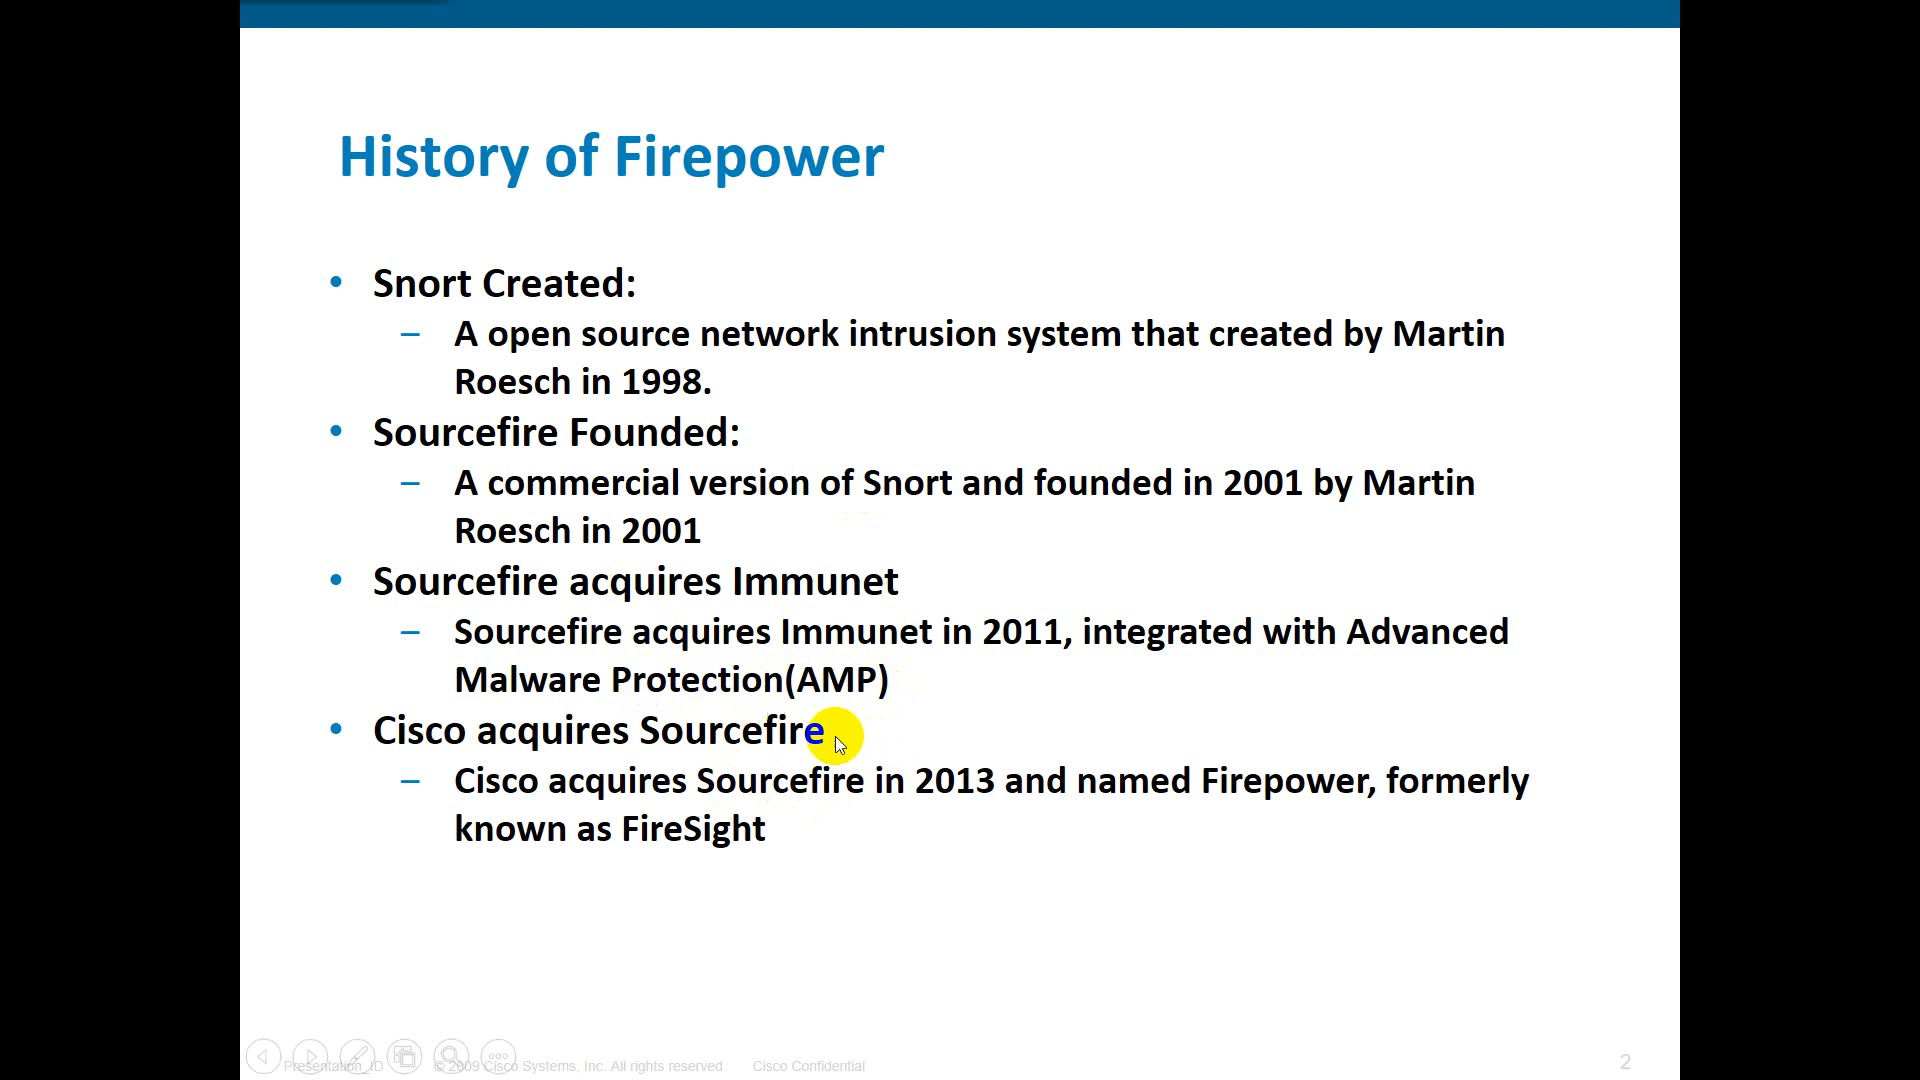 History of Firepower
• Snort Created:
– A open source network intrusion system that created by Martin
Roesch in 1998.
• Sourcefire Founded:
– A commercial version of Snort and founded in 2001 by Martin
Roesch in 2001
• Sourcefire acquires Immunet
– Sourcefire acquires Immunet in 2011, integrated with Advanced
Malware Protection(AMP)
• Cisco acquires Sourcefire
– Cisco acquires Sourcefire in 2013 and named Firepower, formerly
known as FireSight
Presentation_ID © 2009 Cisco Systems, Inc. All rights reserved. Cisco Confidential 2